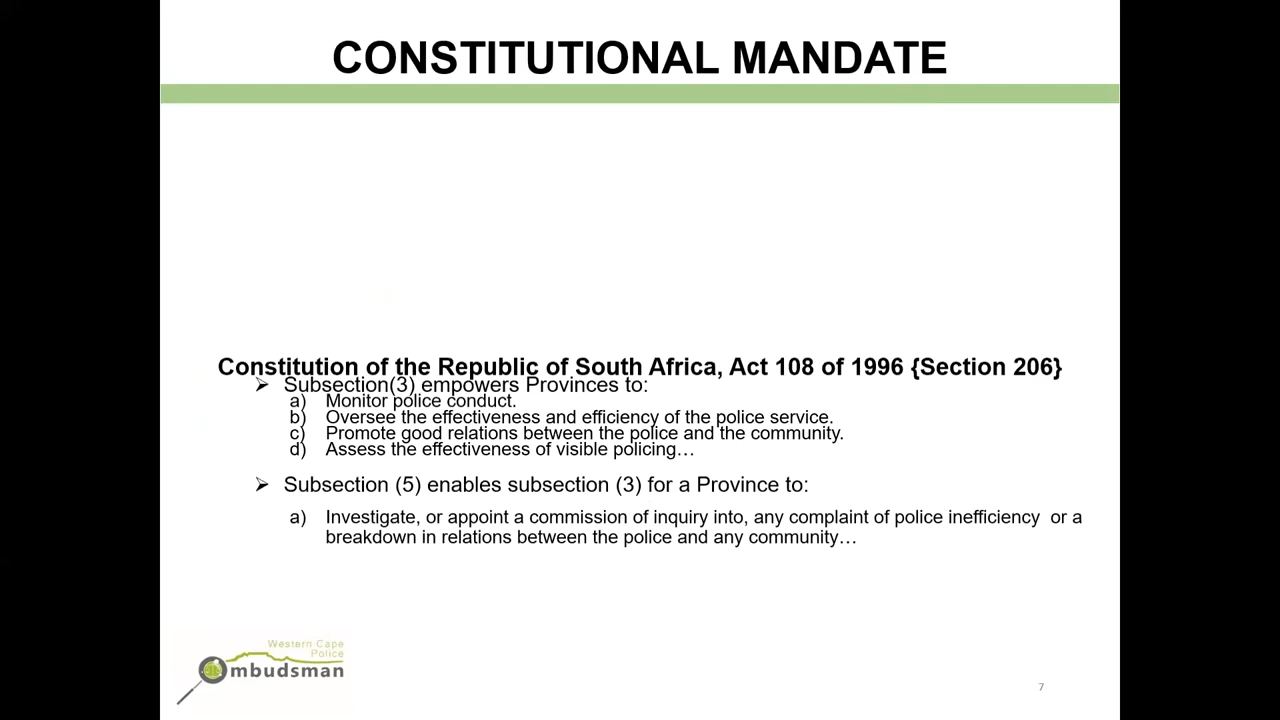 CONSTITUTIONAL MANDATE
Constitution of the Republic of South Africa, Act 108 of 1996 {Section 206}
➢ Subsection(3) empowers Provinces to:
a) Monitor police conduct.
b) Oversee the effectiveness and efficiency of the police service.
c) Promote good relations between the police and the community.
d) Assess the effectiveness of visible policing…
➢ Subsection (5) enables subsection (3) for a Province to:
a) Investigate, or appoint a commission of inquiry into, any complaint of police inefficiency or a
breakdown in relations between the police and any community…
Western Cape
Police
Ombudsman
7